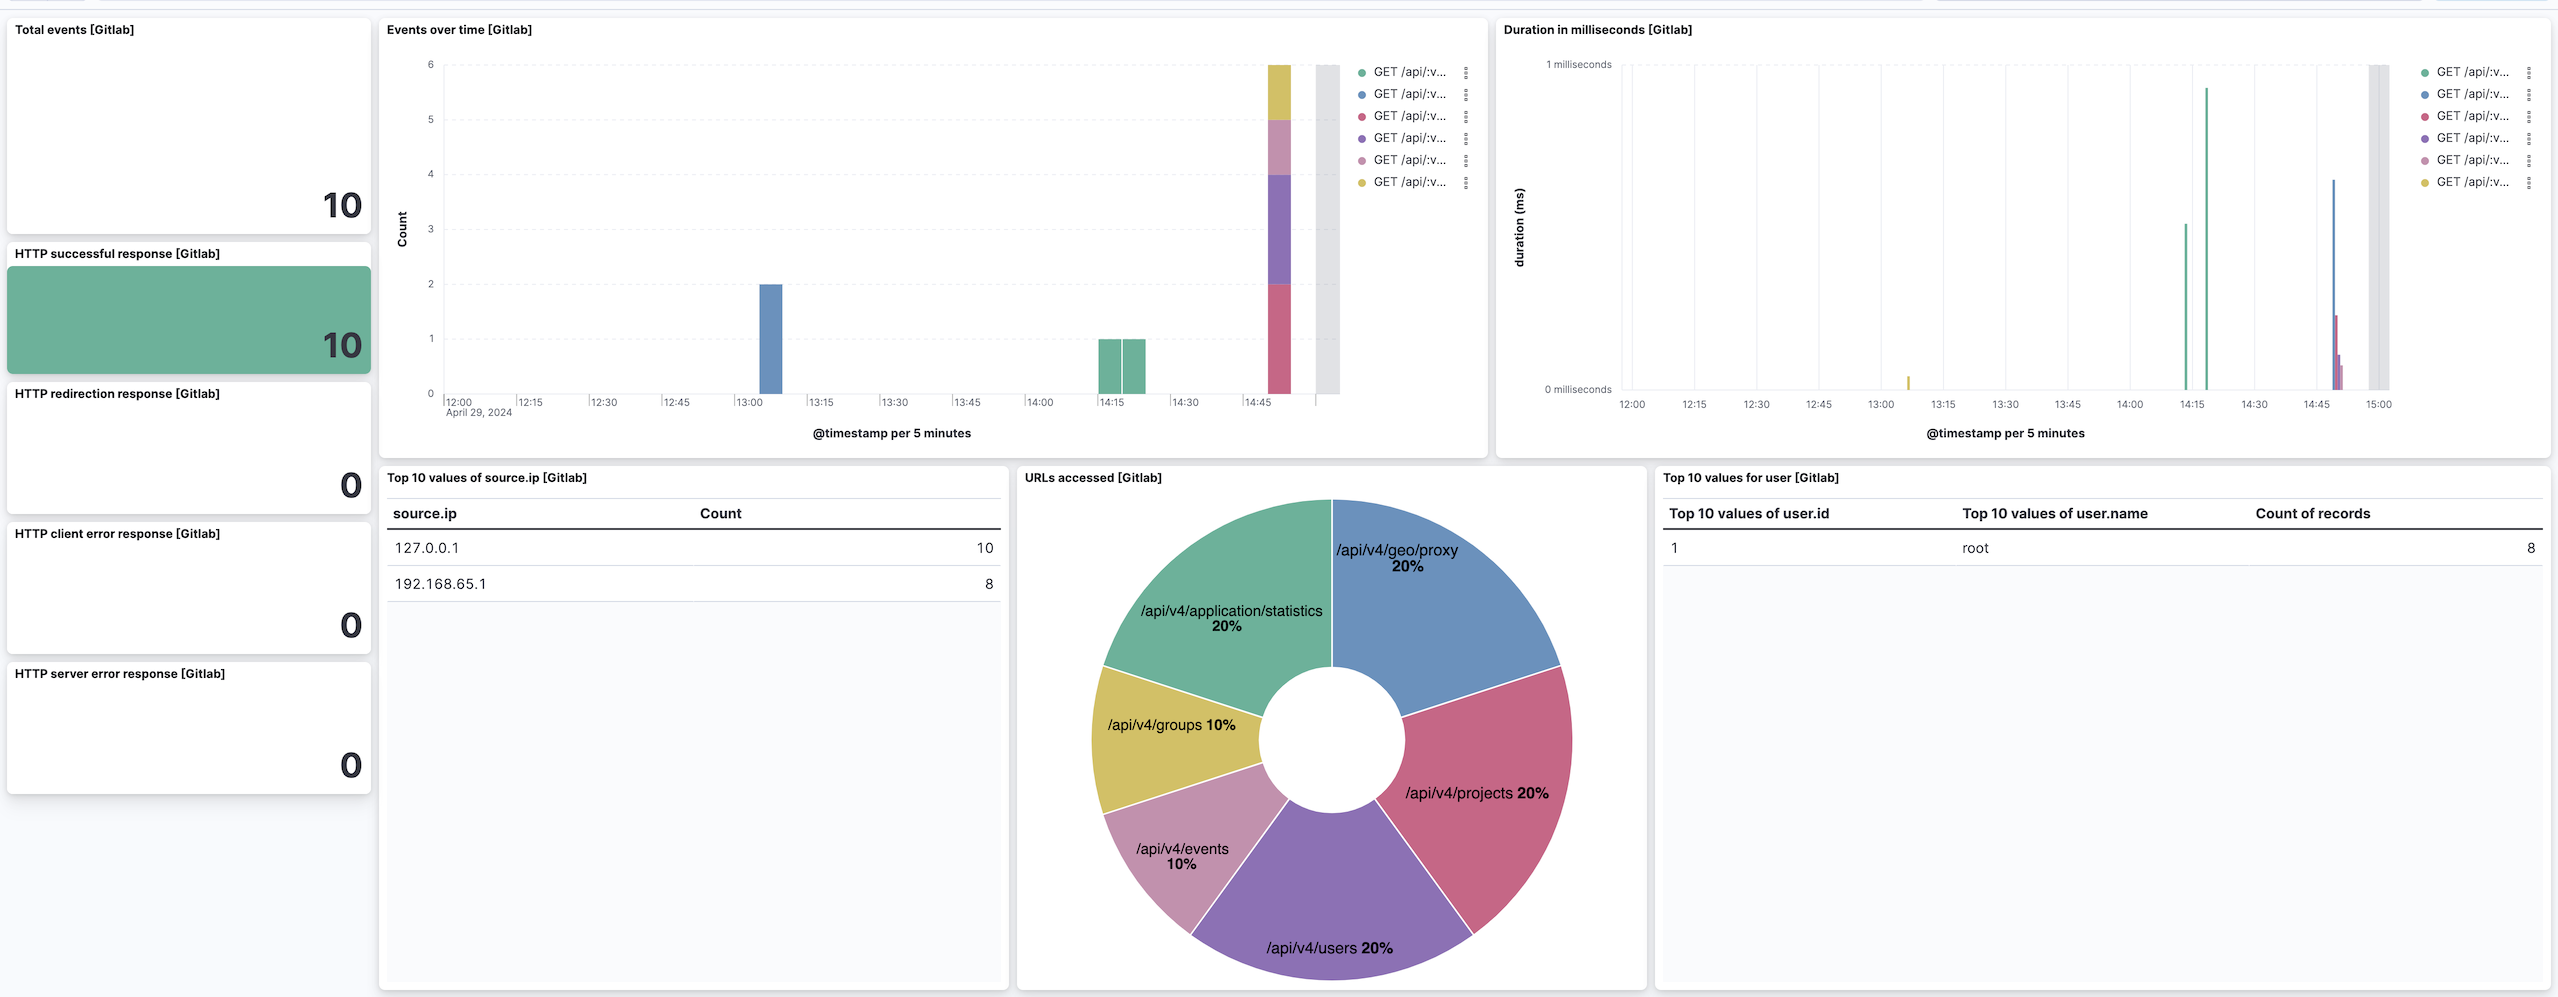 Total events [Gitlab]
10
HTTP successful response [Gitlab]
10
HTTP redirection response [Gitlab]
0
HTTP client error response [Gitlab]
0
HTTP server error response [Gitlab]
0
Events over time [Gitlab]
Count
6
5
4
3
2
1
0
12:00 12:15 12:30 12:45 13:00 13:15 13:30 13:45 14:00 14:15 14:30 14:45
April 29, 2024
@timestamp per 5 minutes
GET /api/:v...
GET /api/:v...
GET /api/:v...
GET /api/:v...
GET /api/:v...
GET /api/:v...
Duration in milliseconds [Gitlab]
duration (ms)
1 milliseconds
0 milliseconds
12:00 12:15 12:30 12:45 13:00 13:15 13:30 13:45 14:00 14:15 14:30 14:45 15:00
@timestamp per 5 minutes
GET /api/:v...
GET /api/:v...
GET /api/:v...
GET /api/:v...
GET /api/:v...
GET /api/:v...
Top 10 values of source.ip [Gitlab]
source.ip Count
127.0.0.1 10
192.168.65.1 8
URLs accessed [Gitlab]
/api/v4/geo/proxy
20%
/api/v4/application/statistics
20%
/api/v4/groups 10%
/api/v4/projects 20%
/api/v4/events
10%
/api/v4/users 20%
Top 10 values for user [Gitlab]
Top 10 values of user.id Top 10 values of user.name Count of records
1 root 8